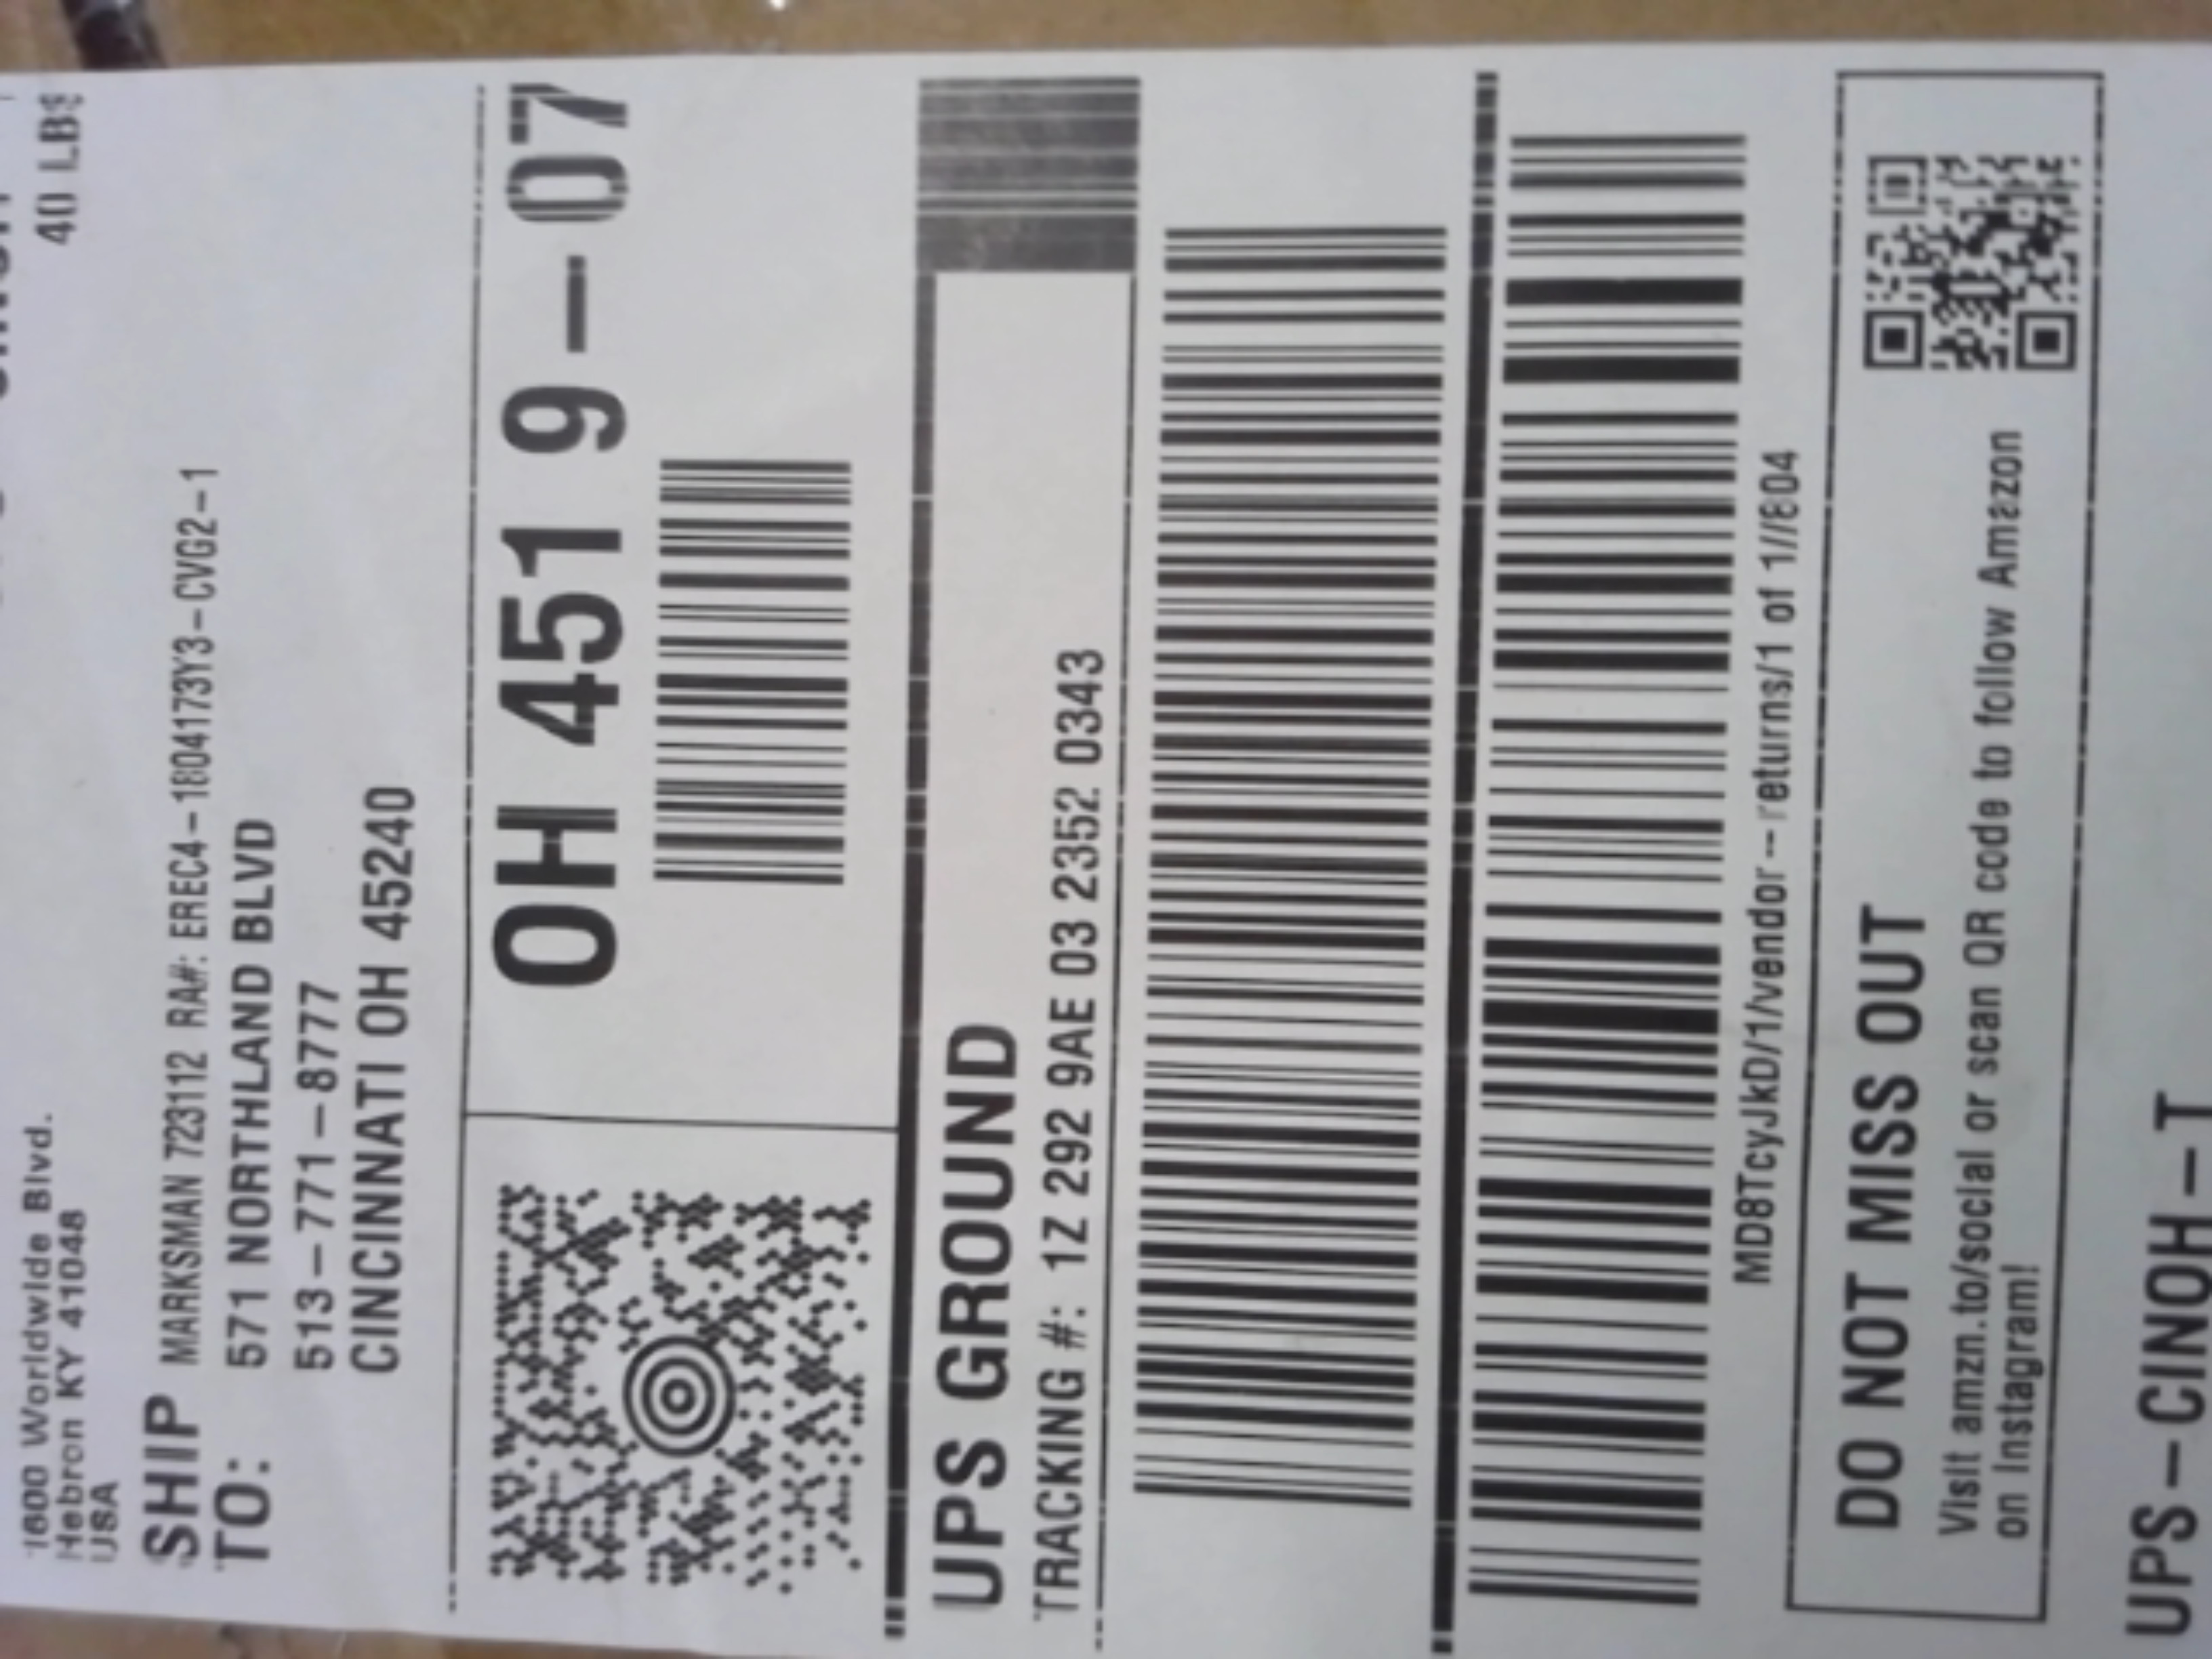 40 LBS
1600 Worldwide Blvd.
Hebron KY 41048
USA
SHIP
TO:
MARKSMAN 723112 RA#: EREC4-1804173Y3-CVG2-1
571 NORTHLAND BLVD
513-771-8777
CINCINNATI OH 45240
OH 451 9-07
UPS GROUND
TRACKING #: 1Z 292 9AE 03 2352 0343
MD8TcyJkD/1/vendor--returns/1 of 1//804
DO NOT MISS OUT
Visit amzn.to/social or scan QR code to follow Amazon
on Instagram!
UPS-CINOH-T